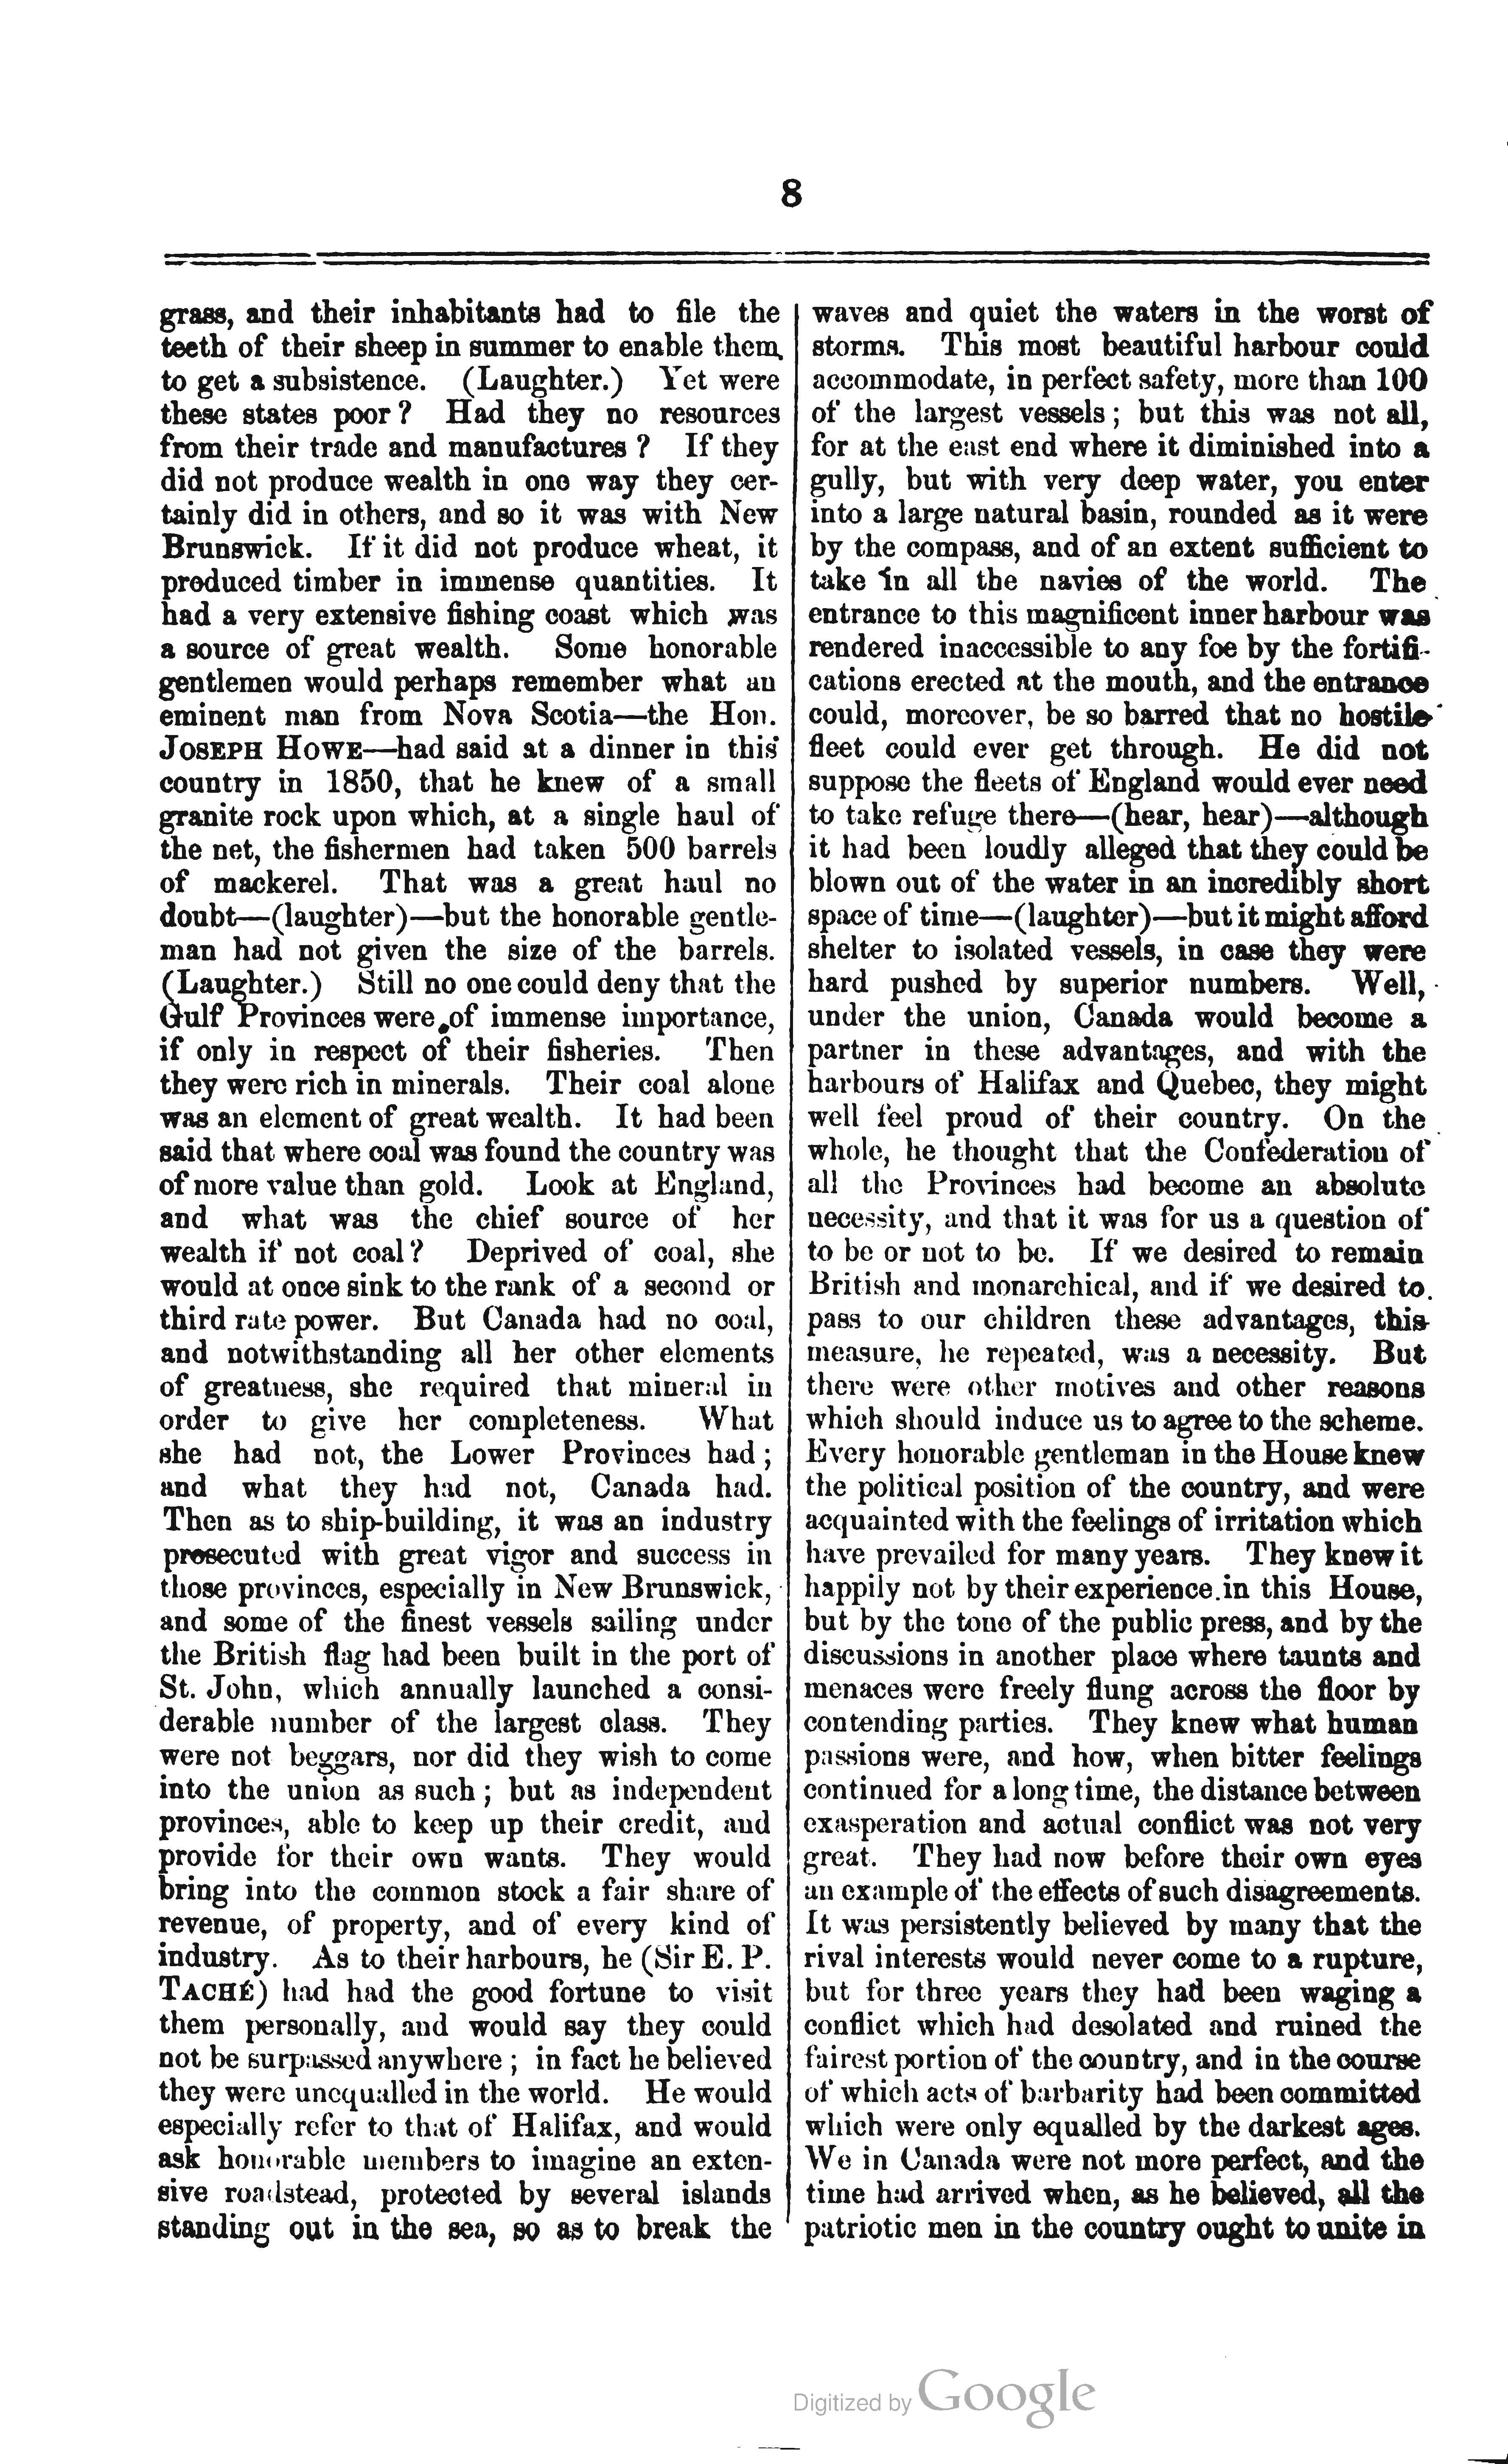 8
grass, and their inhabitants had to file the
teeth of their sheep in summer to enable them
to get a subsistence. (Laughter.) Yet were
these states poor? Had they no resources
from their trade and manufactures? If they
did not produce wealth in one way they cer-
tainly did in others, and so it was with New
Brunswick. If it did not produce wheat, it
produced timber in immense quantities. It
had a very extensive fishing coast which was
a source of great wealth. Some honorable
gentlemen would perhaps remember what an
eminent man from Nova Scotia—the Hon.
JOSEPH HOWE—had said at a dinner in this
country in 1850, that he knew of a small
granite rock upon which, at a single haul of
the net, the fishermen had taken 500 barrels
of mackerel. That was a great haul no
doubt—(laughter)—but the honorable gentle-
man had not given the size of the barrels.
(Laughter.) Still no one could deny that the
Gulf Provinces were of immense importance,
if only in respect of their fisheries. Then
they were rich in minerals. Their coal alone
was an element of great wealth. It had been
said that where coal was found the country was
of more value than gold. Look at England,
and what was the chief source of her
wealth if not coal? Deprived of coal, she
would at once sink to the rank of a second or
third rate power. But Canada had no coal,
and notwithstanding all her other elements
of greatness, she required that mineral in
order to give her completeness. What
she had not, the Lower Provinces had;
and what they had not, Canada had.
Then as to ship-building, it was an industry
prosecuted with great vigor and success in
those provinces, especially in New Brunswick,
and some of the finest vessels sailing under
the British flag had been built in the port of
St. John, which annually launched a consi-
derable number of the largest class. They
were not beggars, nor did they wish to come
into the union as such; but as independent
provinces, able to keep up their credit, and
provide for their own wants. They would
bring into the common stock a fair share of
revenue, of property, and of every kind of
industry. As to their harbours, he (Sir E. P.
TACHÉ) had had the good fortune to visit
them personally, and would say they could
not be surpassed anywhere; in fact he believed
they were unequalled in the world. He would
especially refer to that of Halifax, and would
ask honorable members to imagine an exten-
sive roadstead, protected by several islands
standing out in the sea, so as to break the
waves and quiet the waters in the worst of
storms. This most beautiful harbour could
accommodate, in perfect safety, more than 100
of the largest vessels; but this was not all,
for at the east end where it diminished into a
gully, but with very deep water, you enter
into a large natural basin, rounded as it were
by the compass, and of an extent sufficient to
take in all the navies of the world. The
entrance to this magnificent inner harbour was
rendered inaccessible to any foe by the fortifi-
cations erected at the mouth, and the entrance
could, moreover, be so barred that no hostile
fleet could ever get through. He did not
suppose the fleets of England would ever need
to take refuge there—(hear, hear)—although
it had been loudly alleged that they could be
blown out of the water in an incredibly short
space of time—(laughter)—but it might afford
shelter to isolated vessels, in case they were
hard pushed by superior numbers. Well,
under the union, Canada would become a
partner in these advantages, and with the
harbours of Halifax and Quebec, they might
well feel proud of their country. On the
whole, he thought that the Confederation of
all the Provinces had become an absolute
necessity, and that it was for us a question of
to be or not to be. If we desired to remain
British and monarchical, and if we desired to
pass to our children these advantages, this
measure, he repeated, was a necessity. But
there were other motives and other reasons
which should induce us to agree to the scheme.
Every honorable gentleman in the House knew
the political position of the country, and were
acquainted with the feelings of irritation which
have prevailed for many years. They knew it
happily not by their experience in this House,
but by the tone of the public press, and by the
discussions in another place where taunts and
menaces were freely flung across the floor by
contending parties. They knew what human
passions were, and how, when bitter feelings
continued for a long time, the distance between
exasperation and actual conflict was not very
great. They had now before their own eyes
an example of the effects of such disagreements.
It was persistently believed by many that the
rival interests would never come to a rupture,
but for three years they had been waging a
conflict which had desolated and ruined the
fairest portion of the country, and in the course
of which acts of barbarity had been committed
which were only equalled by the darkest ages.
We in Canada were not more perfect, and the
time had arrived when, as he believed, all the
patriotic men in the country ought to unite in
Digitized by Google